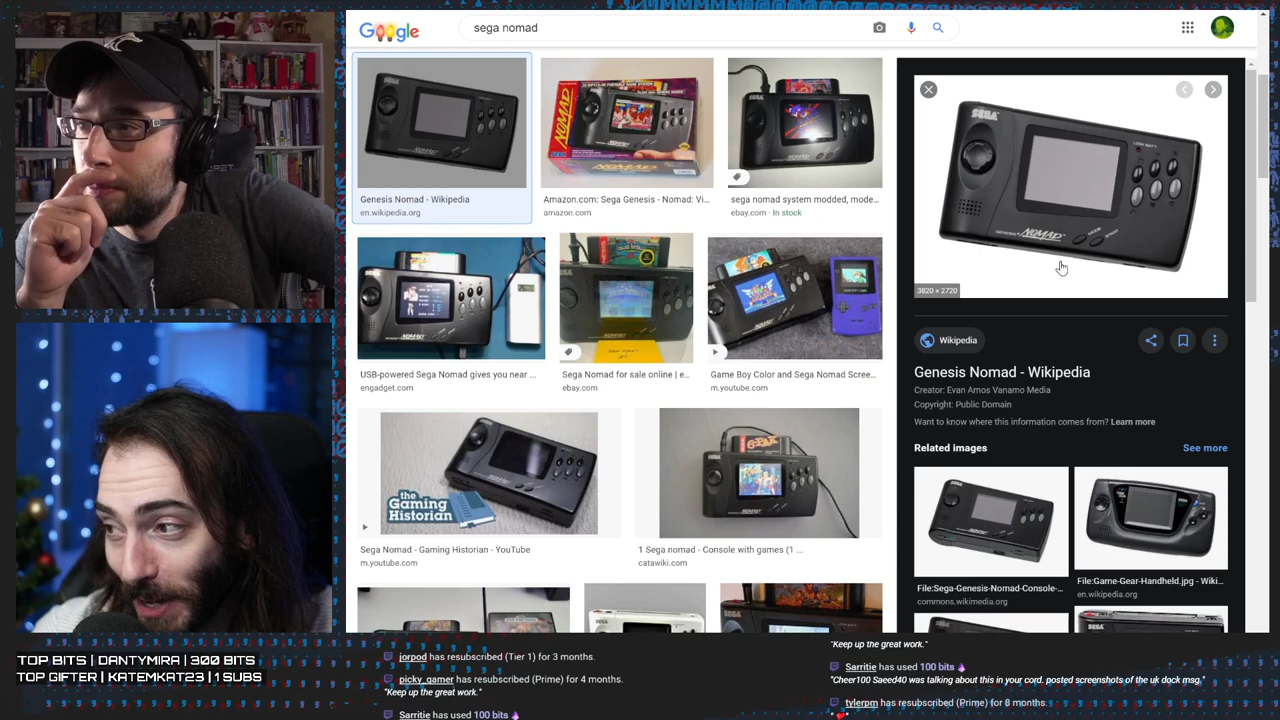 Google
sega nomad
SEGA
NOMAD
Genesis Nomad - Wikipedia
en.wikipedia.org
Amazon.com: Sega Genesis - Nomad: Vi...
amazon.com
sega nomad system modded, mode...
ebay.com · In stock
USB-powered Sega Nomad gives you near ...
engadget.com
Sega Nomad for sale online | e...
ebay.com
Game Boy Color and Sega Nomad Scree...
m.youtube.com
the
Gaming
Historian
Sega Nomad - Gaming Historian - YouTube
m.youtube.com
6-PAK
1 Sega nomad - Console with games (1 ...
catawiki.com
SEGA
NOMAD
START
3820 × 2720
Wikipedia
Genesis Nomad - Wikipedia
Creator: Evan Amos Vanamo Media
Copyright: Public Domain
Want to know where this information comes from? Learn more
Related images
See more
File:Sega-Genesis-Nomad-Console-...
commons.wikimedia.org
File:Game-Gear-Handheld.jpg - Wiki...
en.wikipedia.org
TOP BITS | DANTYMIRA | 300 BITS
TOP GIFTER | KATEMKAT23 | 1 SUBS
jorpod has resubscribed (Tier 1) for 3 months.
picky_gamer has resubscribed (Prime) for 4 months.
"Keep up the great work."
Sarritie has used 100 bits
"Keep up the great work."
Sarritie has used 100 bits
"Cheer100 Saeed40 was talking about this in your cord. posted screenshots of the uk dock msg."
tylerpm has resubscribed (Prime) for 8 months.